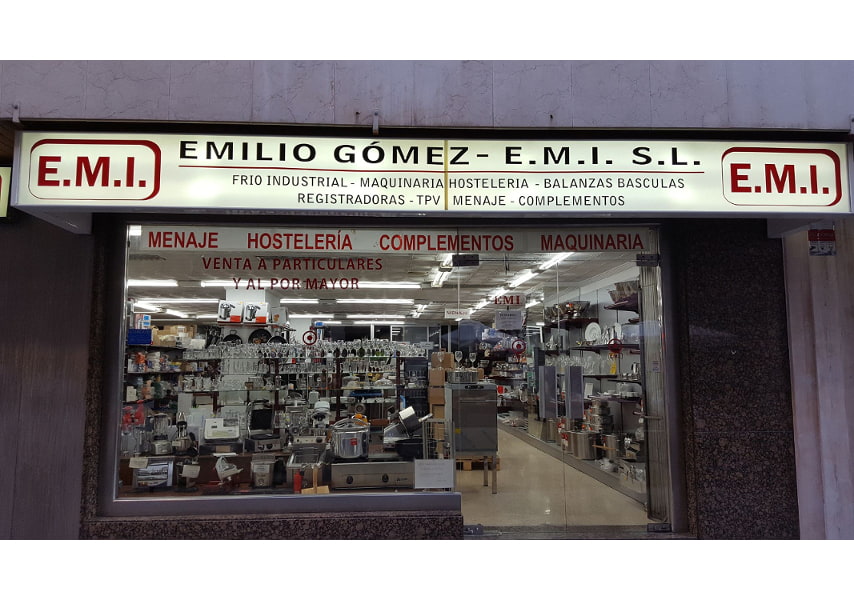 E.M.I.
EMILIO GÓMEZ- E.M.I. S.L.
FRIO INDUSTRIAL - MAQUINARIA HOSTELERIA - BALANZAS BASCULAS
REGISTRADORAS - TPV MENAJE - COMPLEMENTOS
E.M.I.
MENAJE HOSTELERÍA COMPLEMENTOS MAQUINARIA
VENTA A PARTICULARES
Y AL POR MAYOR
EMI